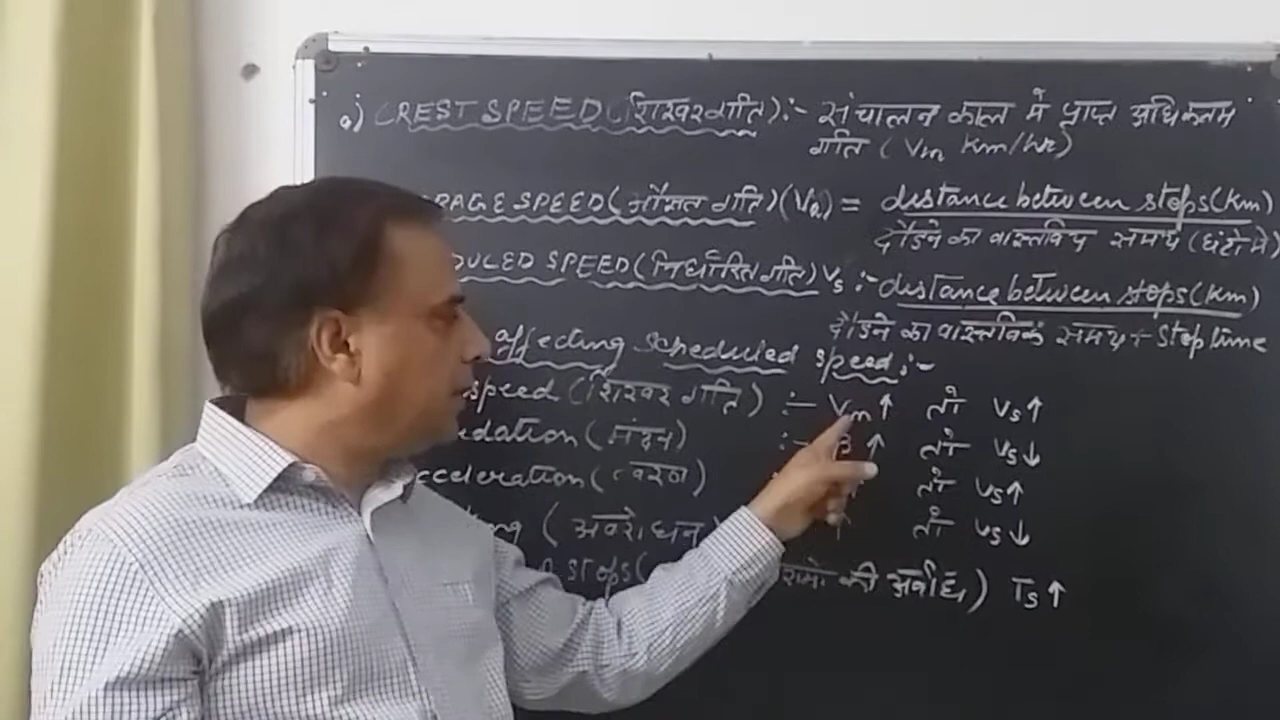 a) CREST SPEED (शिखर गति):- संचालन काल में प्राप्त अधिकतम
गति (Vm Km/hr)
RAGE SPEED (औसत गति) (Va) = distance between stops (Km)
दौडने का वास्तविक समय (घंटो में)
DULED SPEED (निर्धारित गति) Vs :- distance between stops (Km)
दौडने का वास्तविक समय + Stop time
affecting scheduled speed :-
speed (शिखर गति) :- Vm ↑ तो Vs ↑
dation (मंदन) :- β ↑ तो Vs ↓
cceleration (त्वरण) तो Vs ↑
ng (अवरोधन) तो Vs ↓
stops ( की अवधि) Ts ↑